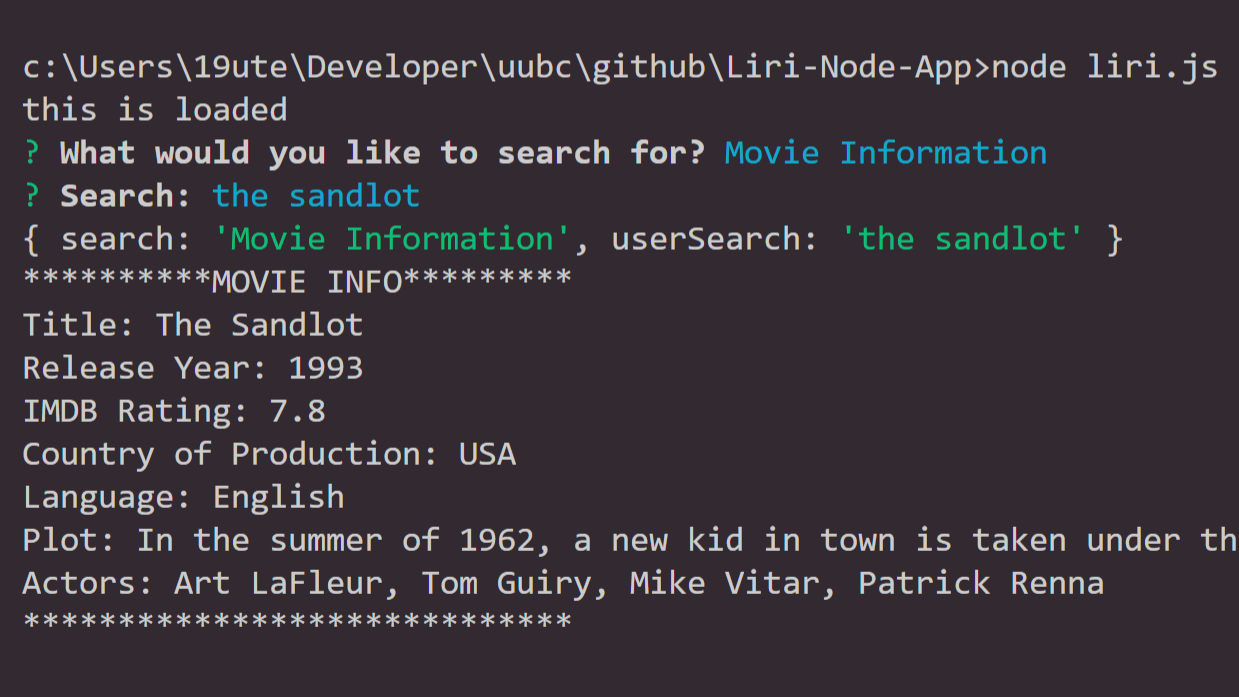 c:\Users\19ute\Developer\uubc\github\Liri-Node-App>node liri.js
this is loaded
? What would you like to search for? Movie Information
? Search: the sandlot
{ search: 'Movie Information', userSearch: 'the sandlot' }
**********MOVIE INFO*********
Title: The Sandlot
Release Year: 1993
IMDB Rating: 7.8
Country of Production: USA
Language: English
Plot: In the summer of 1962, a new kid in town is taken under th
Actors: Art LaFleur, Tom Guiry, Mike Vitar, Patrick Renna
*****************************